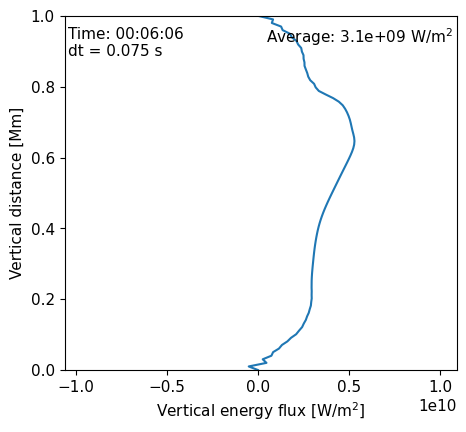 Time: 00:06:06
dt = 0.075 s
Average: 3.1e+09 W/m²
Vertical distance [Mm]
1.0
0.8
0.6
0.4
0.2
0.0
−1.0
−0.5
0.0
0.5
1.0
1e10
Vertical energy flux [W/m²]